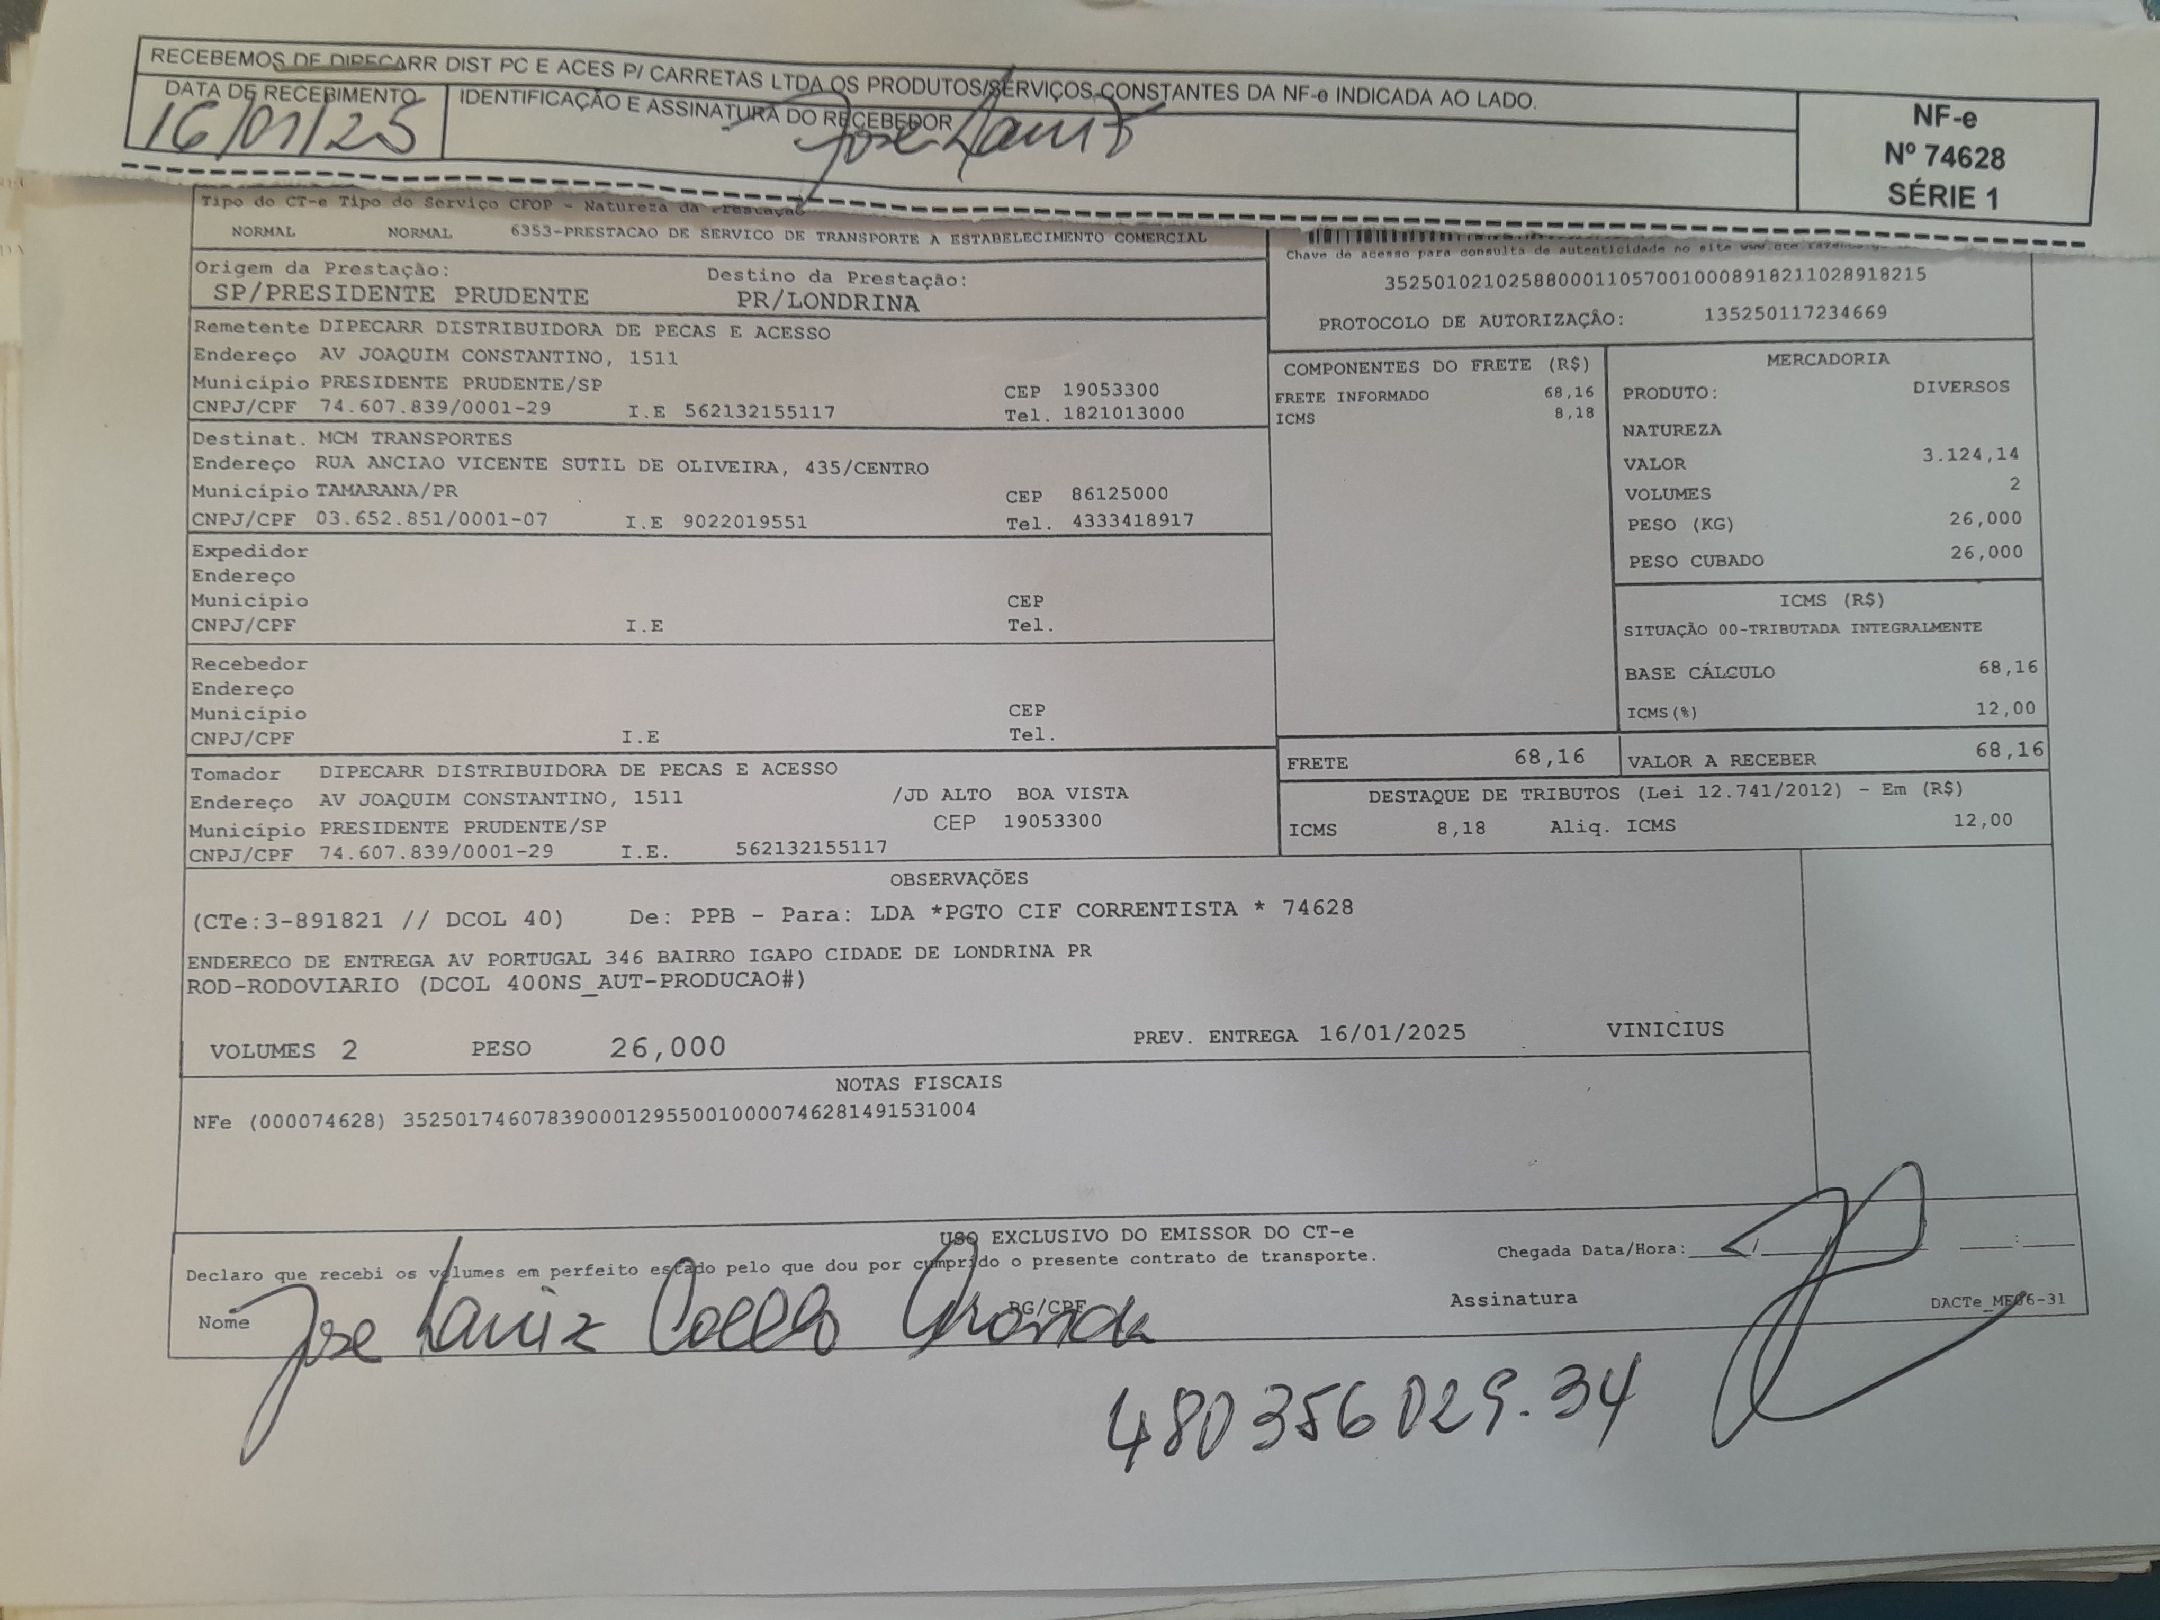 RECEBEMOS DE DIPECARR DIST PC E ACES P/ CARRETAS LTDA OS PRODUTOS/SERVIÇOS CONSTANTES DA NF-e INDICADA AO LADO.
DATA DE RECEBIMENTO
16/01/25
IDENTIFICAÇÃO E ASSINATURA DO RECEBEDOR
Jose
NF-e
Nº 74628
SÉRIE 1
Tipo do CT-e Tipo do Serviço CFOP - Natureza da Prestação
NORMAL NORMAL 6353-PRESTACAO DE SERVICO DE TRANSPORTE A ESTABELECIMENTO COMERCIAL
Chave de acesso para consulta de autenticidade no site
35250102102588000110570010008918211028918215
PROTOCOLO DE AUTORIZAÇÃO: 135250117234669
Origem da Prestação: Destino da Prestação:
SP/PRESIDENTE PRUDENTE PR/LONDRINA
Remetente DIPECARR DISTRIBUIDORA DE PECAS E ACESSO
Endereço AV JOAQUIM CONSTANTINO, 1511
Município PRESIDENTE PRUDENTE/SP CEP 19053300
CNPJ/CPF 74.607.839/0001-29 I.E 562132155117 Tel. 1821013000
Destinat. MCM TRANSPORTES
Endereço RUA ANCIAO VICENTE SUTIL DE OLIVEIRA, 435/CENTRO
Município TAMARANA/PR CEP 86125000
CNPJ/CPF 03.652.851/0001-07 I.E 9022019551 Tel. 4333418917
Expedidor
Endereço
Município CEP
CNPJ/CPF I.E Tel.
Recebedor
Endereço
Município CEP
CNPJ/CPF I.E Tel.
Tomador DIPECARR DISTRIBUIDORA DE PECAS E ACESSO
Endereço AV JOAQUIM CONSTANTINO, 1511 /JD ALTO BOA VISTA
Município PRESIDENTE PRUDENTE/SP CEP 19053300
CNPJ/CPF 74.607.839/0001-29 I.E. 562132155117
COMPONENTES DO FRETE (R$)
FRETE INFORMADO 68,16
ICMS 8,18
MERCADORIA
PRODUTO: DIVERSOS
NATUREZA
VALOR 3.124,14
VOLUMES 2
PESO (KG) 26,000
PESO CUBADO 26,000
ICMS (R$)
SITUAÇÃO 00-TRIBUTADA INTEGRALMENTE
BASE CÁLCULO 68,16
ICMS(%) 12,00
FRETE 68,16 VALOR A RECEBER 68,16
DESTAQUE DE TRIBUTOS (Lei 12.741/2012) - Em (R$)
ICMS 8,18 Aliq. ICMS 12,00
OBSERVAÇÕES
(CTe:3-891821 // DCOL 40) De: PPB - Para: LDA *PGTO CIF CORRENTISTA * 74628
ENDERECO DE ENTREGA AV PORTUGAL 346 BAIRRO IGAPO CIDADE DE LONDRINA PR
ROD-RODOVIARIO (DCOL 400NS_AUT-PRODUCAO#)
VOLUMES 2 PESO 26,000 PREV. ENTREGA 16/01/2025 VINICIUS
NOTAS FISCAIS
NFe (000074628) 35250174607839000129550010000746281491531004
USO EXCLUSIVO DO EMISSOR DO CT-e
Declaro que recebi os volumes em perfeito estado pelo que dou por cumprido o presente contrato de transporte.
Chegada Data/Hora: / :
Nome Jose RG/CPF Assinatura DACTe_ME06-31
480356029.34